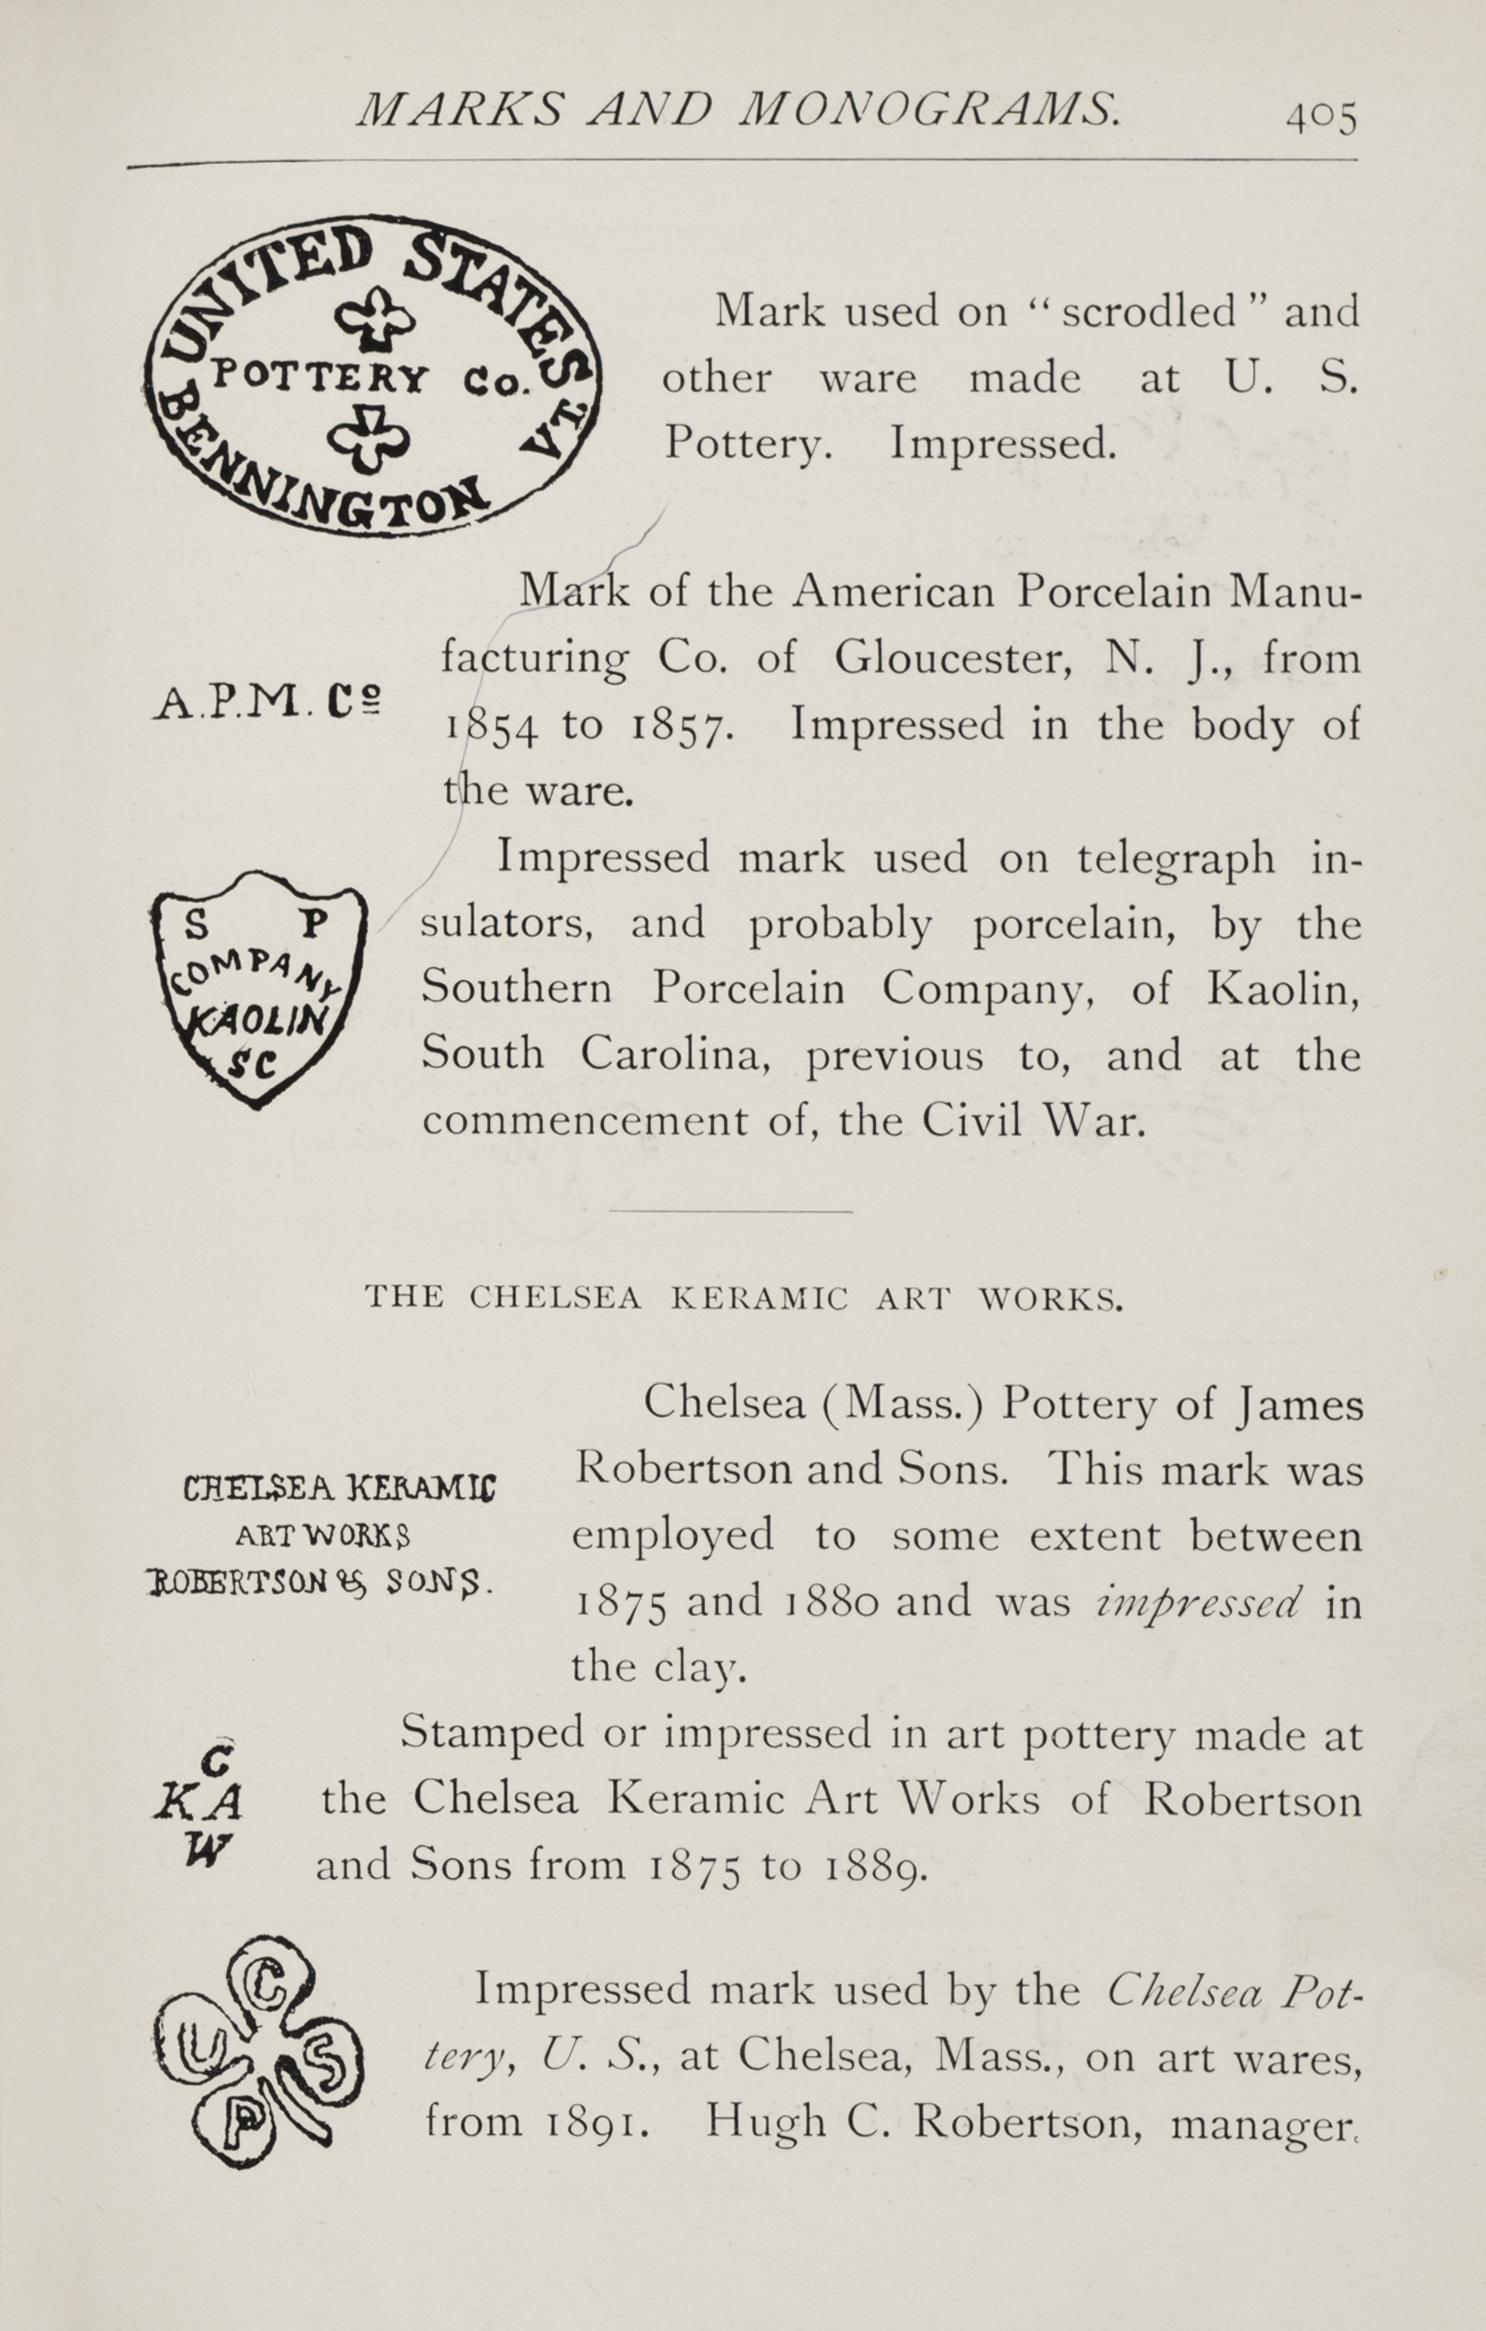 MARKS AND MONOGRAMS. 405
UNITED STATES
POTTERY Co.
BENNINGTON VT
Mark used on “scrodled” and
other ware made at U. S.
Pottery. Impressed.
A.P.M. Cº
Mark of the American Porcelain Manu-
facturing Co. of Gloucester, N. J., from
1854 to 1857. Impressed in the body of
the ware.
S P
COMPANY
KAOLIN
SC
Impressed mark used on telegraph in-
sulators, and probably porcelain, by the
Southern Porcelain Company, of Kaolin,
South Carolina, previous to, and at the
commencement of, the Civil War.
THE CHELSEA KERAMIC ART WORKS.
CHELSEA KERAMIC
ART WORKS
ROBERTSON & SONS.
Chelsea (Mass.) Pottery of James
Robertson and Sons. This mark was
employed to some extent between
1875 and 1880 and was impressed in
the clay.
C
K A
W
Stamped or impressed in art pottery made at
the Chelsea Keramic Art Works of Robertson
and Sons from 1875 to 1889.
C
U S
P
Impressed mark used by the Chelsea Pot-
tery, U. S., at Chelsea, Mass., on art wares,
from 1891. Hugh C. Robertson, manager.